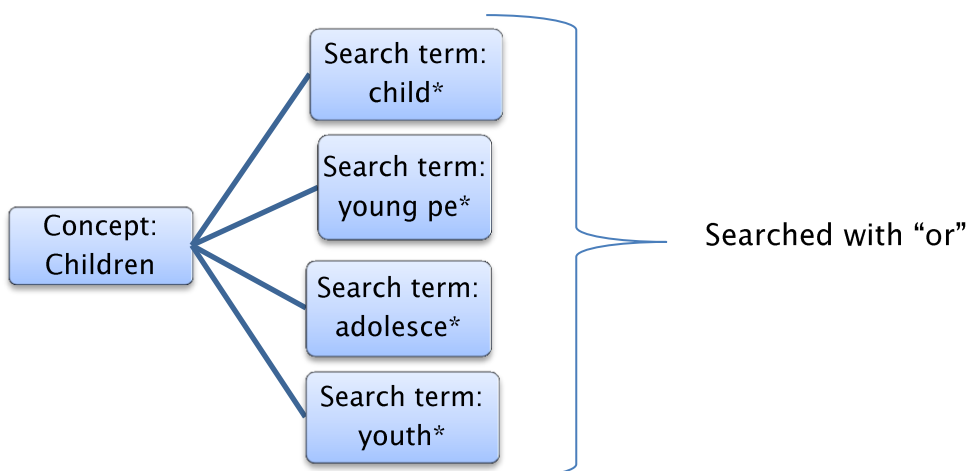 Search term:
child*
Search term:
young pe*
Concept:
Children
Searched with “or”
Search term:
adolesce*
Search term:
youth*